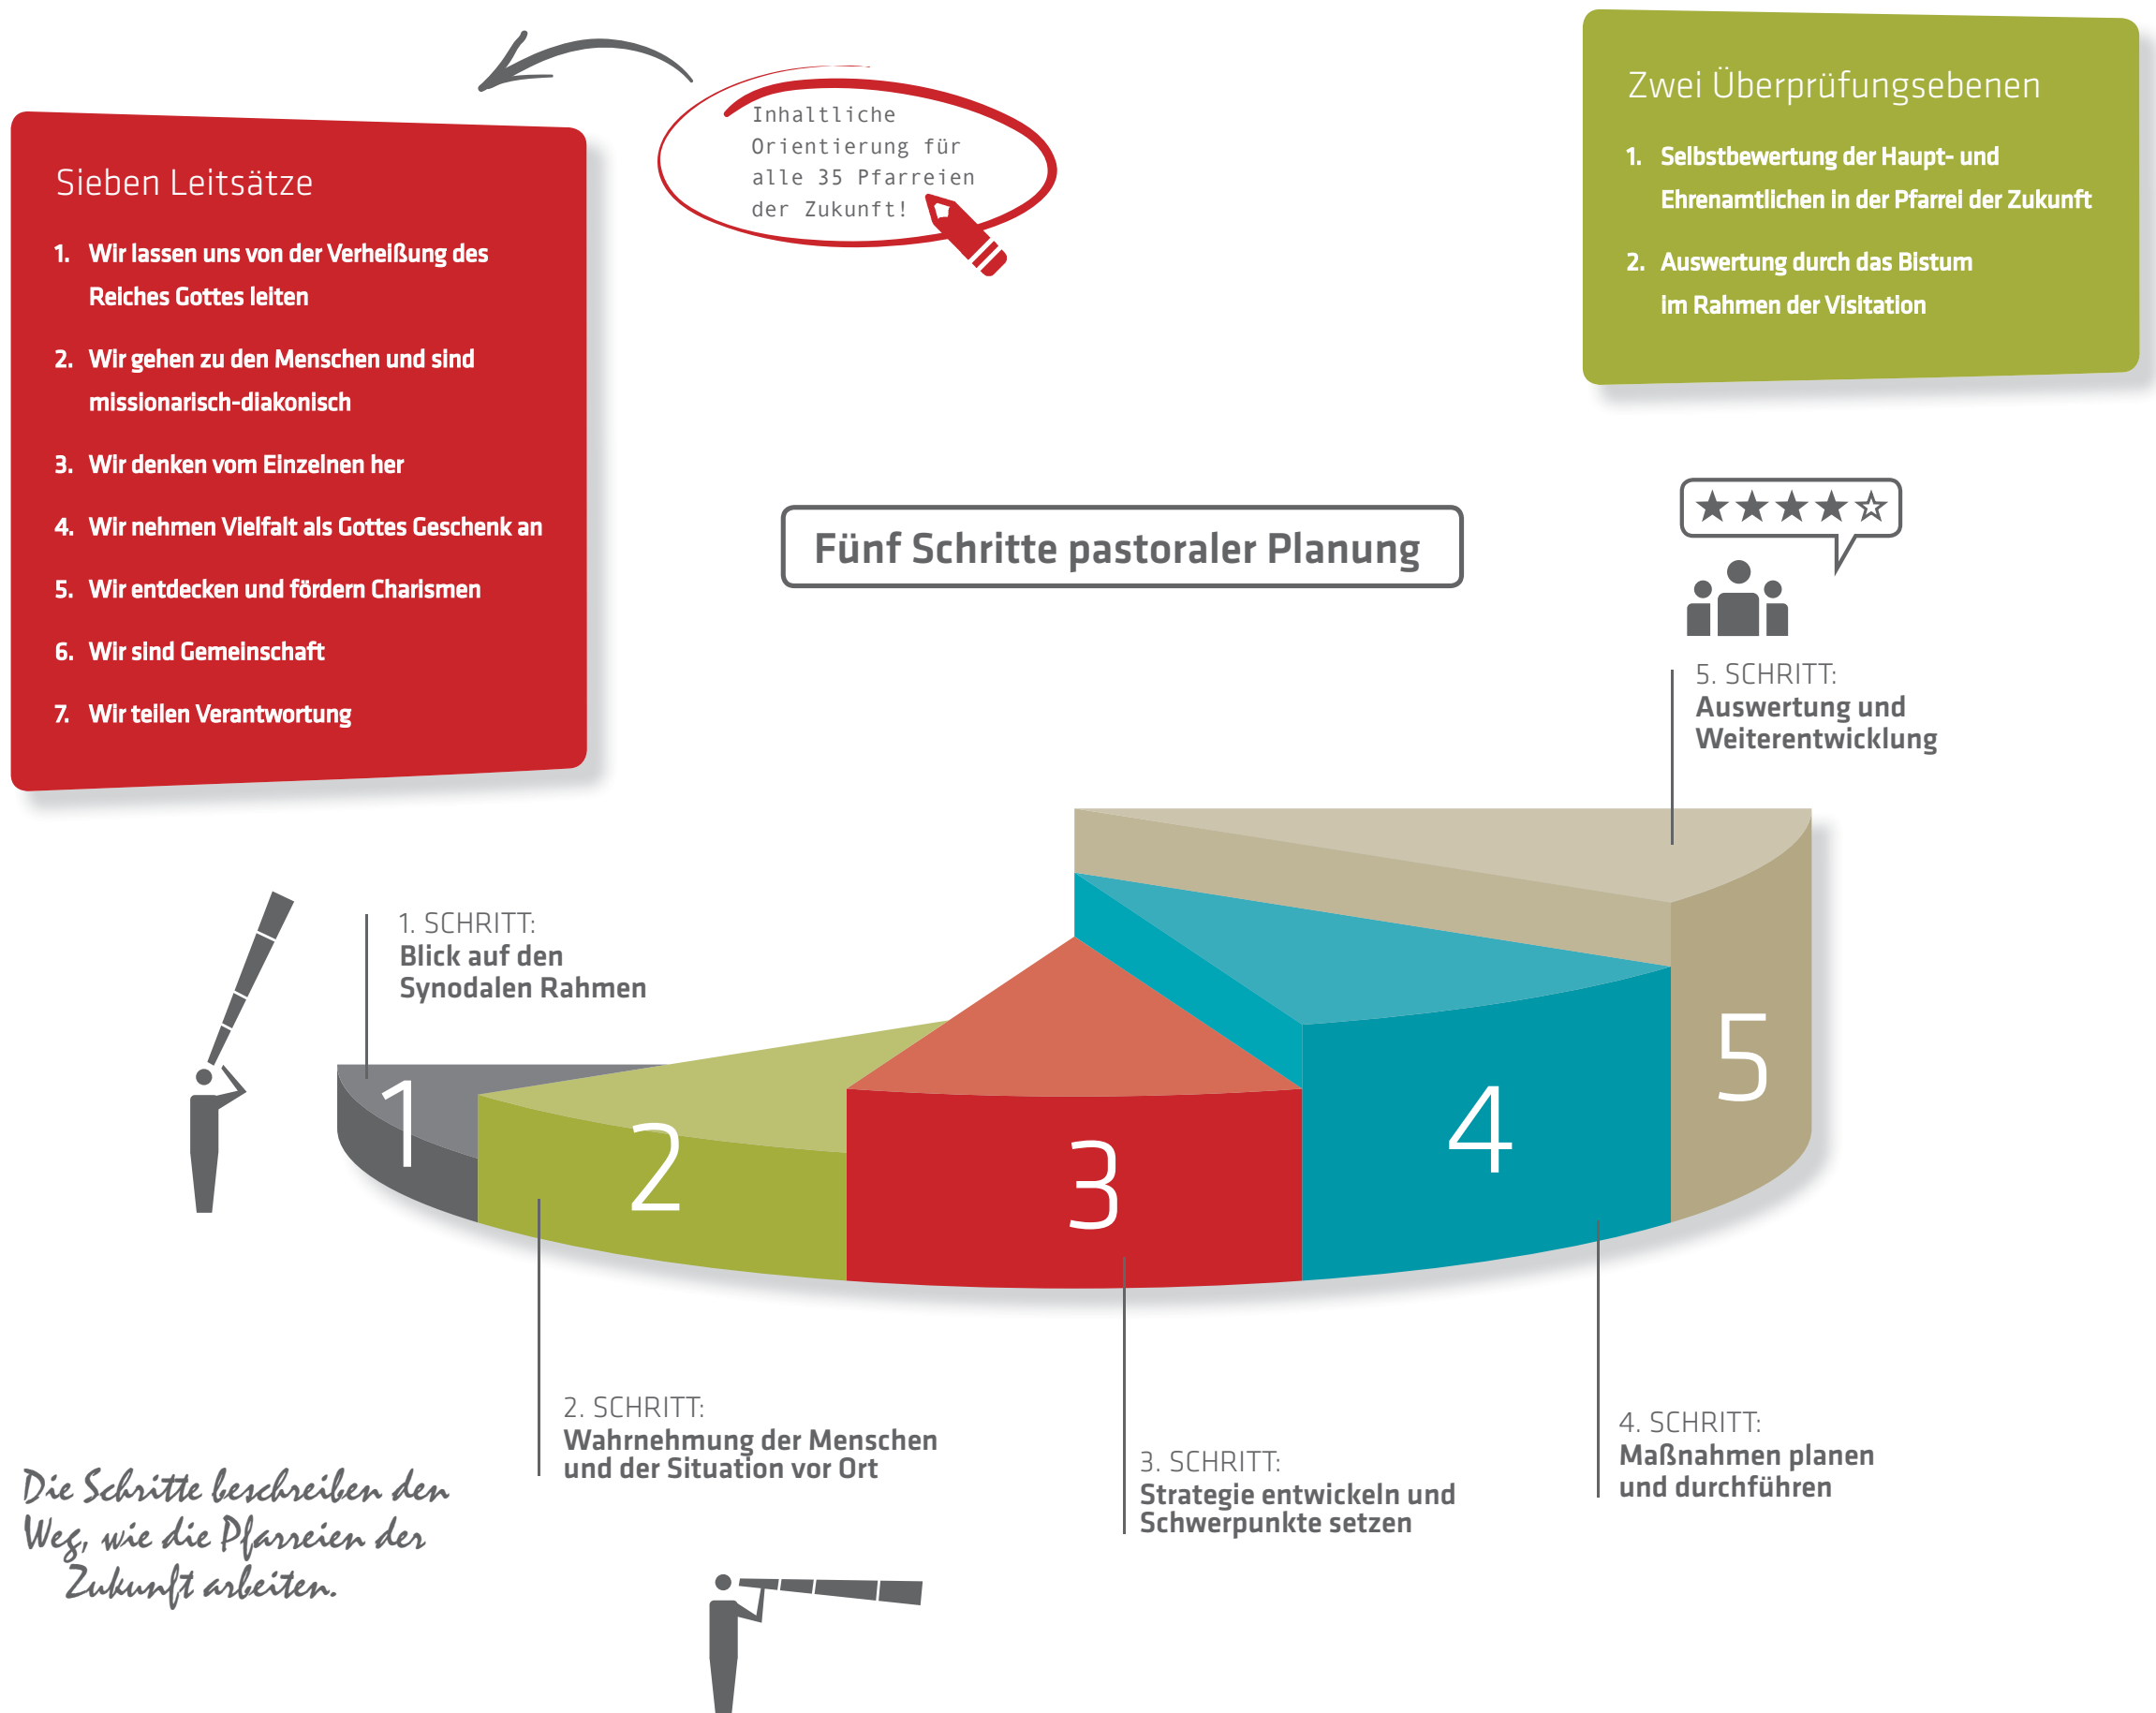 Inhaltliche
Orientierung für
alle 35 Pfarreien
der Zukunft!
Sieben Leitsätze
1. Wir lassen uns von der Verheißung des
Reiches Gottes leiten
2. Wir gehen zu den Menschen und sind
missionarisch-diakonisch
3. Wir denken vom Einzelnen her
4. Wir nehmen Vielfalt als Gottes Geschenk an
5. Wir entdecken und fördern Charismen
6. Wir sind Gemeinschaft
7. Wir teilen Verantwortung
Zwei Überprüfungsebenen
1. Selbstbewertung der Haupt- und
Ehrenamtlichen in der Pfarrei der Zukunft
2. Auswertung durch das Bistum
im Rahmen der Visitation
Fünf Schritte pastoraler Planung
5. SCHRITT:
Auswertung und
Weiterentwicklung
1. SCHRITT:
Blick auf den
Synodalen Rahmen
1
2
3
4
5
2. SCHRITT:
Wahrnehmung der Menschen
und der Situation vor Ort
3. SCHRITT:
Strategie entwickeln und
Schwerpunkte setzen
4. SCHRITT:
Maßnahmen planen
und durchführen
Die Schritte beschreiben den
Weg, wie die Pfarreien der
Zukunft arbeiten.